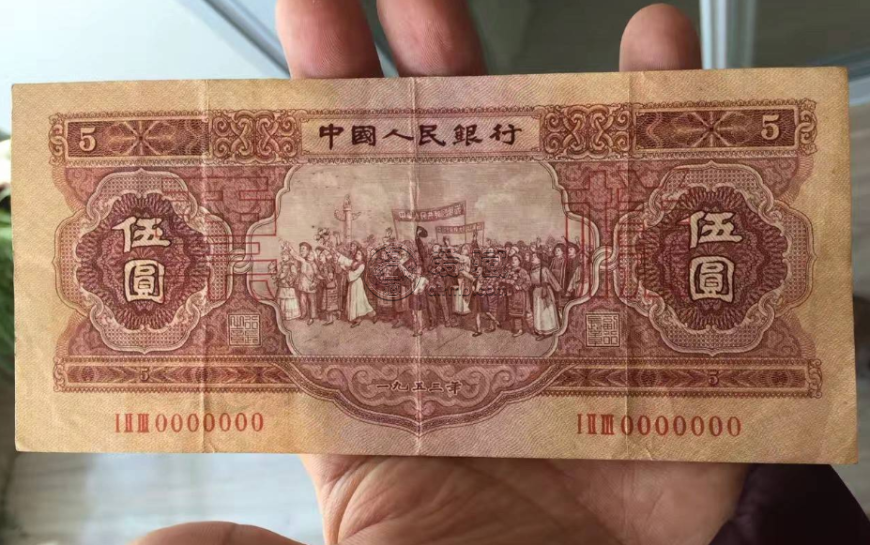 5 中國人民銀行 5
伍圓 伍圓
5 一九五三年 5
I II III 0000000 I II III 0000000